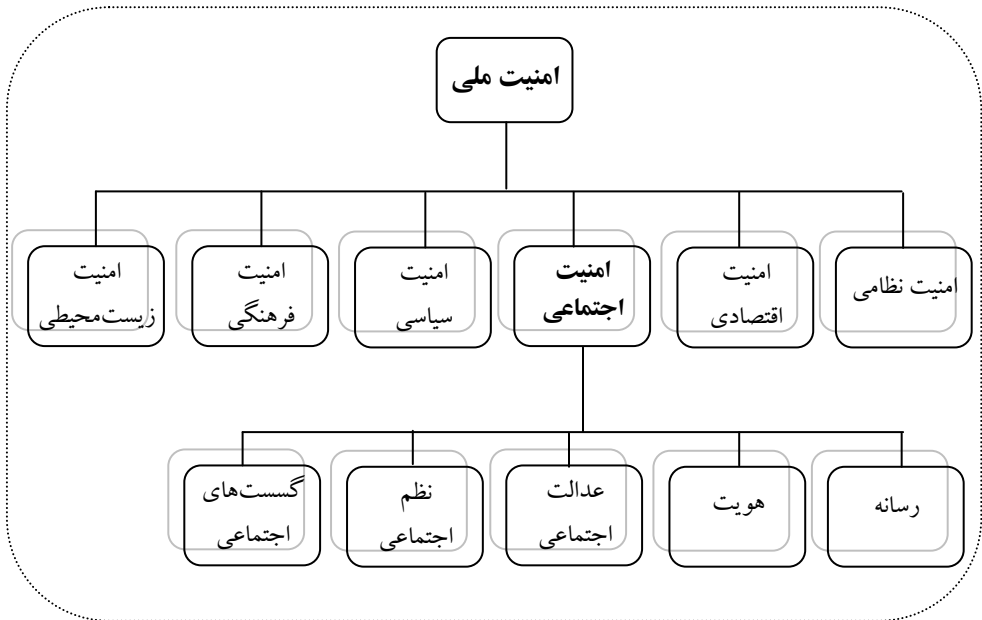 امنیت ملی
امنیت نظامی
امنیت
اقتصادی
امنیت
اجتماعی
امنیت
سیاسی
امنیت
فرهنگی
امنیت
زیست‌محیطی
رسانه
هویت
عدالت
اجتماعی
نظم
اجتماعی
گسست‌های
اجتماعی